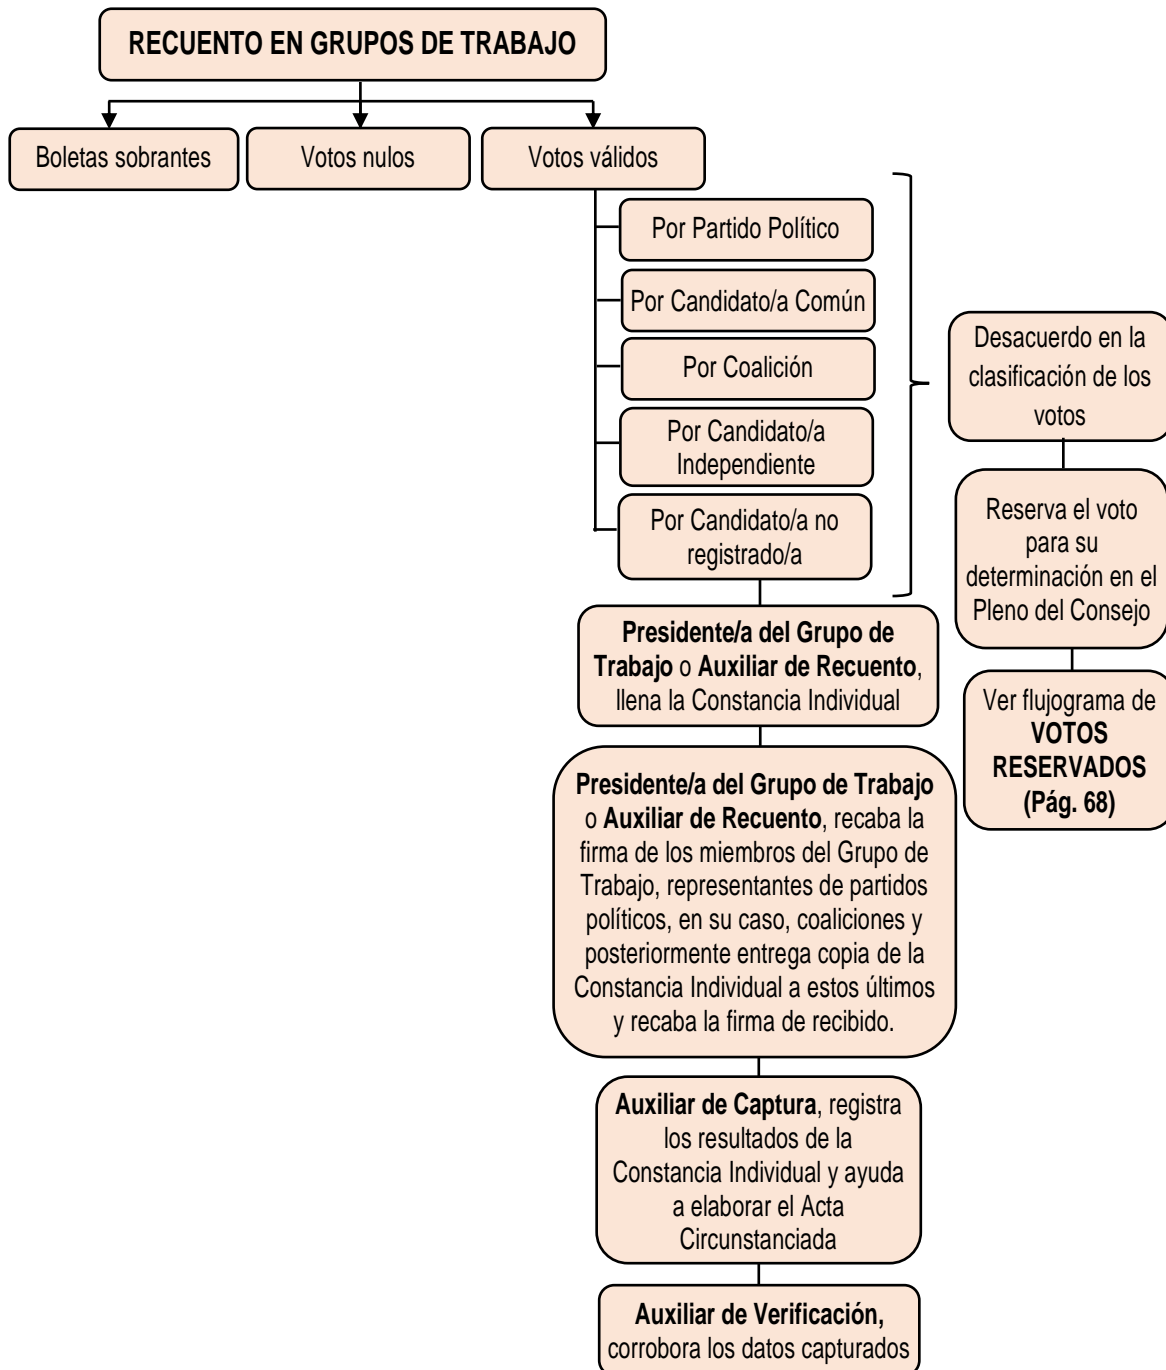 RECUENTO EN GRUPOS DE TRABAJO
Boletas sobrantes
Votos nulos
Votos válidos
Por Partido Político
Por Candidato/a Común
Por Coalición
Por Candidato/a
Independiente
Por Candidato/a no
registrado/a
Desacuerdo en la
clasificación de los
votos
Reserva el voto
para su
determinación en el
Pleno del Consejo
Ver flujograma de
VOTOS
RESERVADOS
(Pág. 68)
Presidente/a del Grupo de
Trabajo o Auxiliar de Recuento,
llena la Constancia Individual
Presidente/a del Grupo de Trabajo
o Auxiliar de Recuento, recaba la
firma de los miembros del Grupo de
Trabajo, representantes de partidos
políticos, en su caso, coaliciones y
posteriormente entrega copia de la
Constancia Individual a estos últimos
y recaba la firma de recibido.
Auxiliar de Captura, registra
los resultados de la
Constancia Individual y ayuda
a elaborar el Acta
Circunstanciada
Auxiliar de Verificación,
corrobora los datos capturados